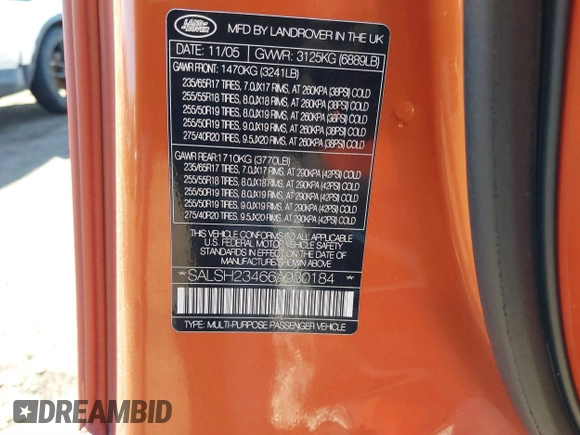 LAND
ROVER
MFD BY LANDROVER IN THE UK
DATE: 11/05 GVWR: 3125KG (6889LB)
GAWR FRONT: 1470KG (3241LB)
235/65R17 TIRES, 7.0JX17 RIMS, AT 260KPA (38PSI) COLD
255/55R18 TIRES, 8.0JX18 RIMS, AT 260KPA (38PSI) COLD
255/50R19 TIRES, 8.0JX19 RIMS, AT 260KPA (38PSI) COLD
255/50R19 TIRES, 9.0JX19 RIMS, AT 260KPA (38PSI) COLD
275/40R20 TIRES, 9.5JX20 RIMS, AT 260KPA (38PSI) COLD
GAWR REAR:1710KG (3770LB)
235/65R17 TIRES, 7.0JX17 RIMS, AT 290KPA (42PSI) COLD
255/55R18 TIRES, 8.0JX18 RIMS, AT 290KPA (42PSI) COLD
255/50R19 TIRES, 8.0JX19 RIMS, AT 290KPA (42PSI) COLD
255/50R19 TIRES, 9.0JX19 RIMS, AT 290KPA (42PSI) COLD
275/40R20 TIRES, 9.5JX20 RIMS, AT 290KPA (42PSI) COLD
THIS VEHICLE CONFORMS TO ALL APPLICABLE
U.S. FEDERAL MOTOR VEHICLE SAFETY
STANDARDS IN EFFECT ON THE DATE OF
MANUFACTURE SHOWN ABOVE
*SALSH23466A930184 *
TYPE: MULTI-PURPOSE PASSENGER VEHICLE
DREAMBID